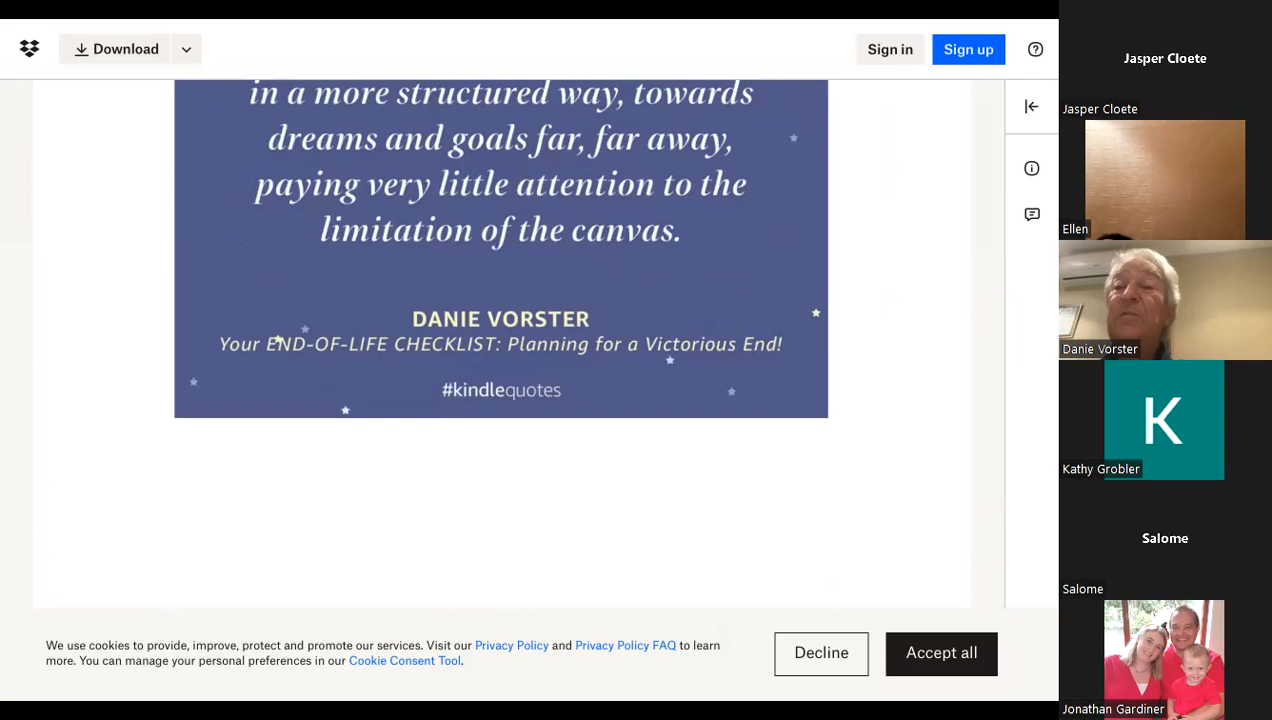 Download
Sign in
Sign up
in a more structured way, towards
dreams and goals far, far away,
paying very little attention to the
limitation of the canvas.
DANIE VORSTER
Your END-OF-LIFE CHECKLIST: Planning for a Victorious End!
#kindlequotes
We use cookies to provide, improve, protect and promote our services. Visit our Privacy Policy and Privacy Policy FAQ to learn
more. You can manage your personal preferences in our Cookie Consent Tool.
Decline
Accept all
Jasper Cloete
Jasper Cloete
Ellen
Danie Vorster
K
Kathy Grobler
Salome
Salome
Jonathan Gardiner